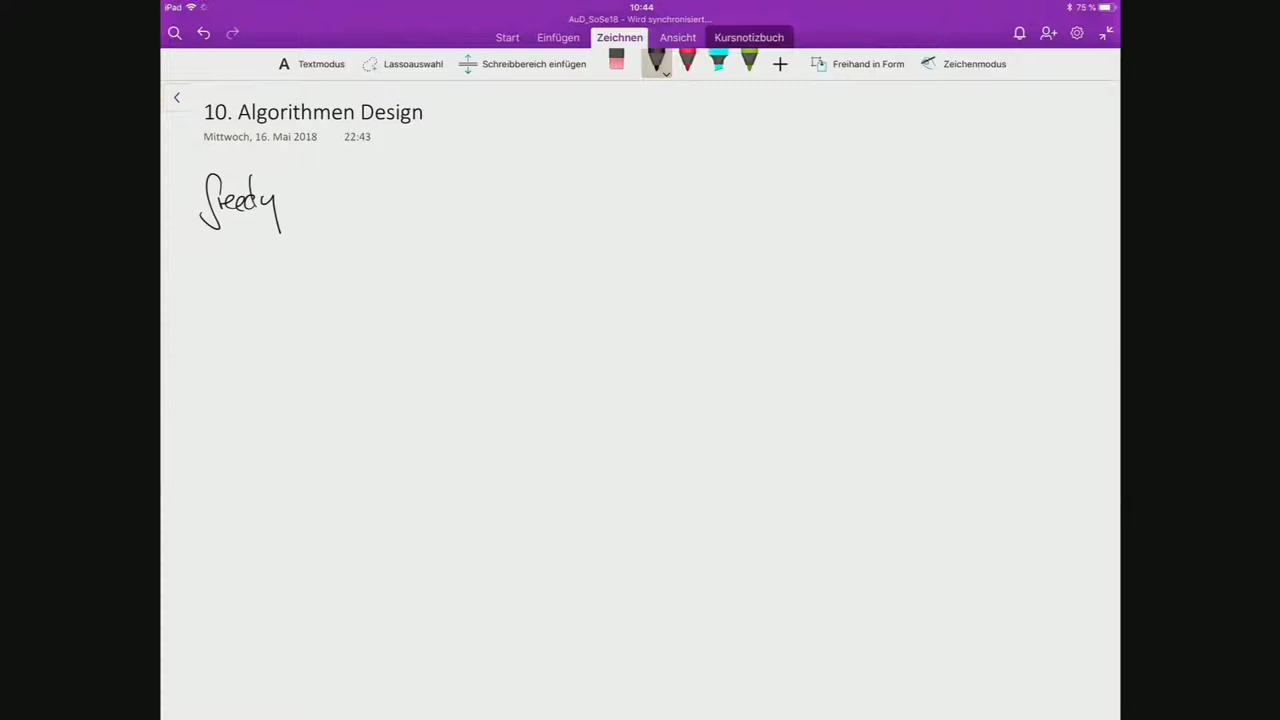 iPad 10:44 75 %
AuD_SoSe18 – Wird synchronisiert...
Start Einfügen Zeichnen Ansicht Kursnotizbuch
A Textmodus Lassoauswahl Schreibbereich einfügen Freihand in Form Zeichenmodus
10. Algorithmen Design
Mittwoch, 16. Mai 2018 22:43
Greedy